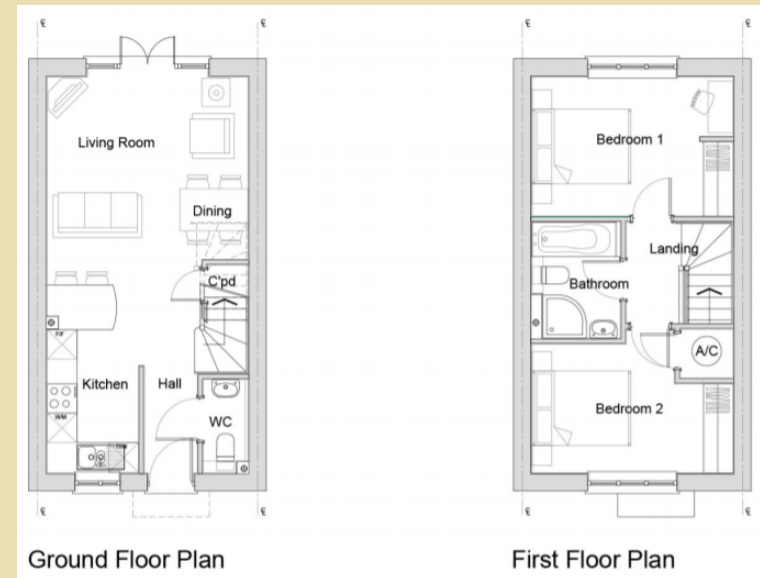 Living Room
Dining
C'pd
F/F
Kitchen
Hall
W/M
WC
Ground Floor Plan
Bedroom 1
Landing
Bathroom
A/C
Bedroom 2
First Floor Plan